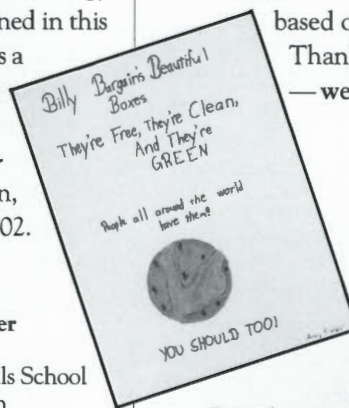 ned in this
s a
n,
02.
er
ls School
based o
Than
— we
Billy Bargain's Beautiful
Boxes
They're Free, They're Clean,
And They're
GREEN
People all around the world
have them!
YOU SHOULD TOO!